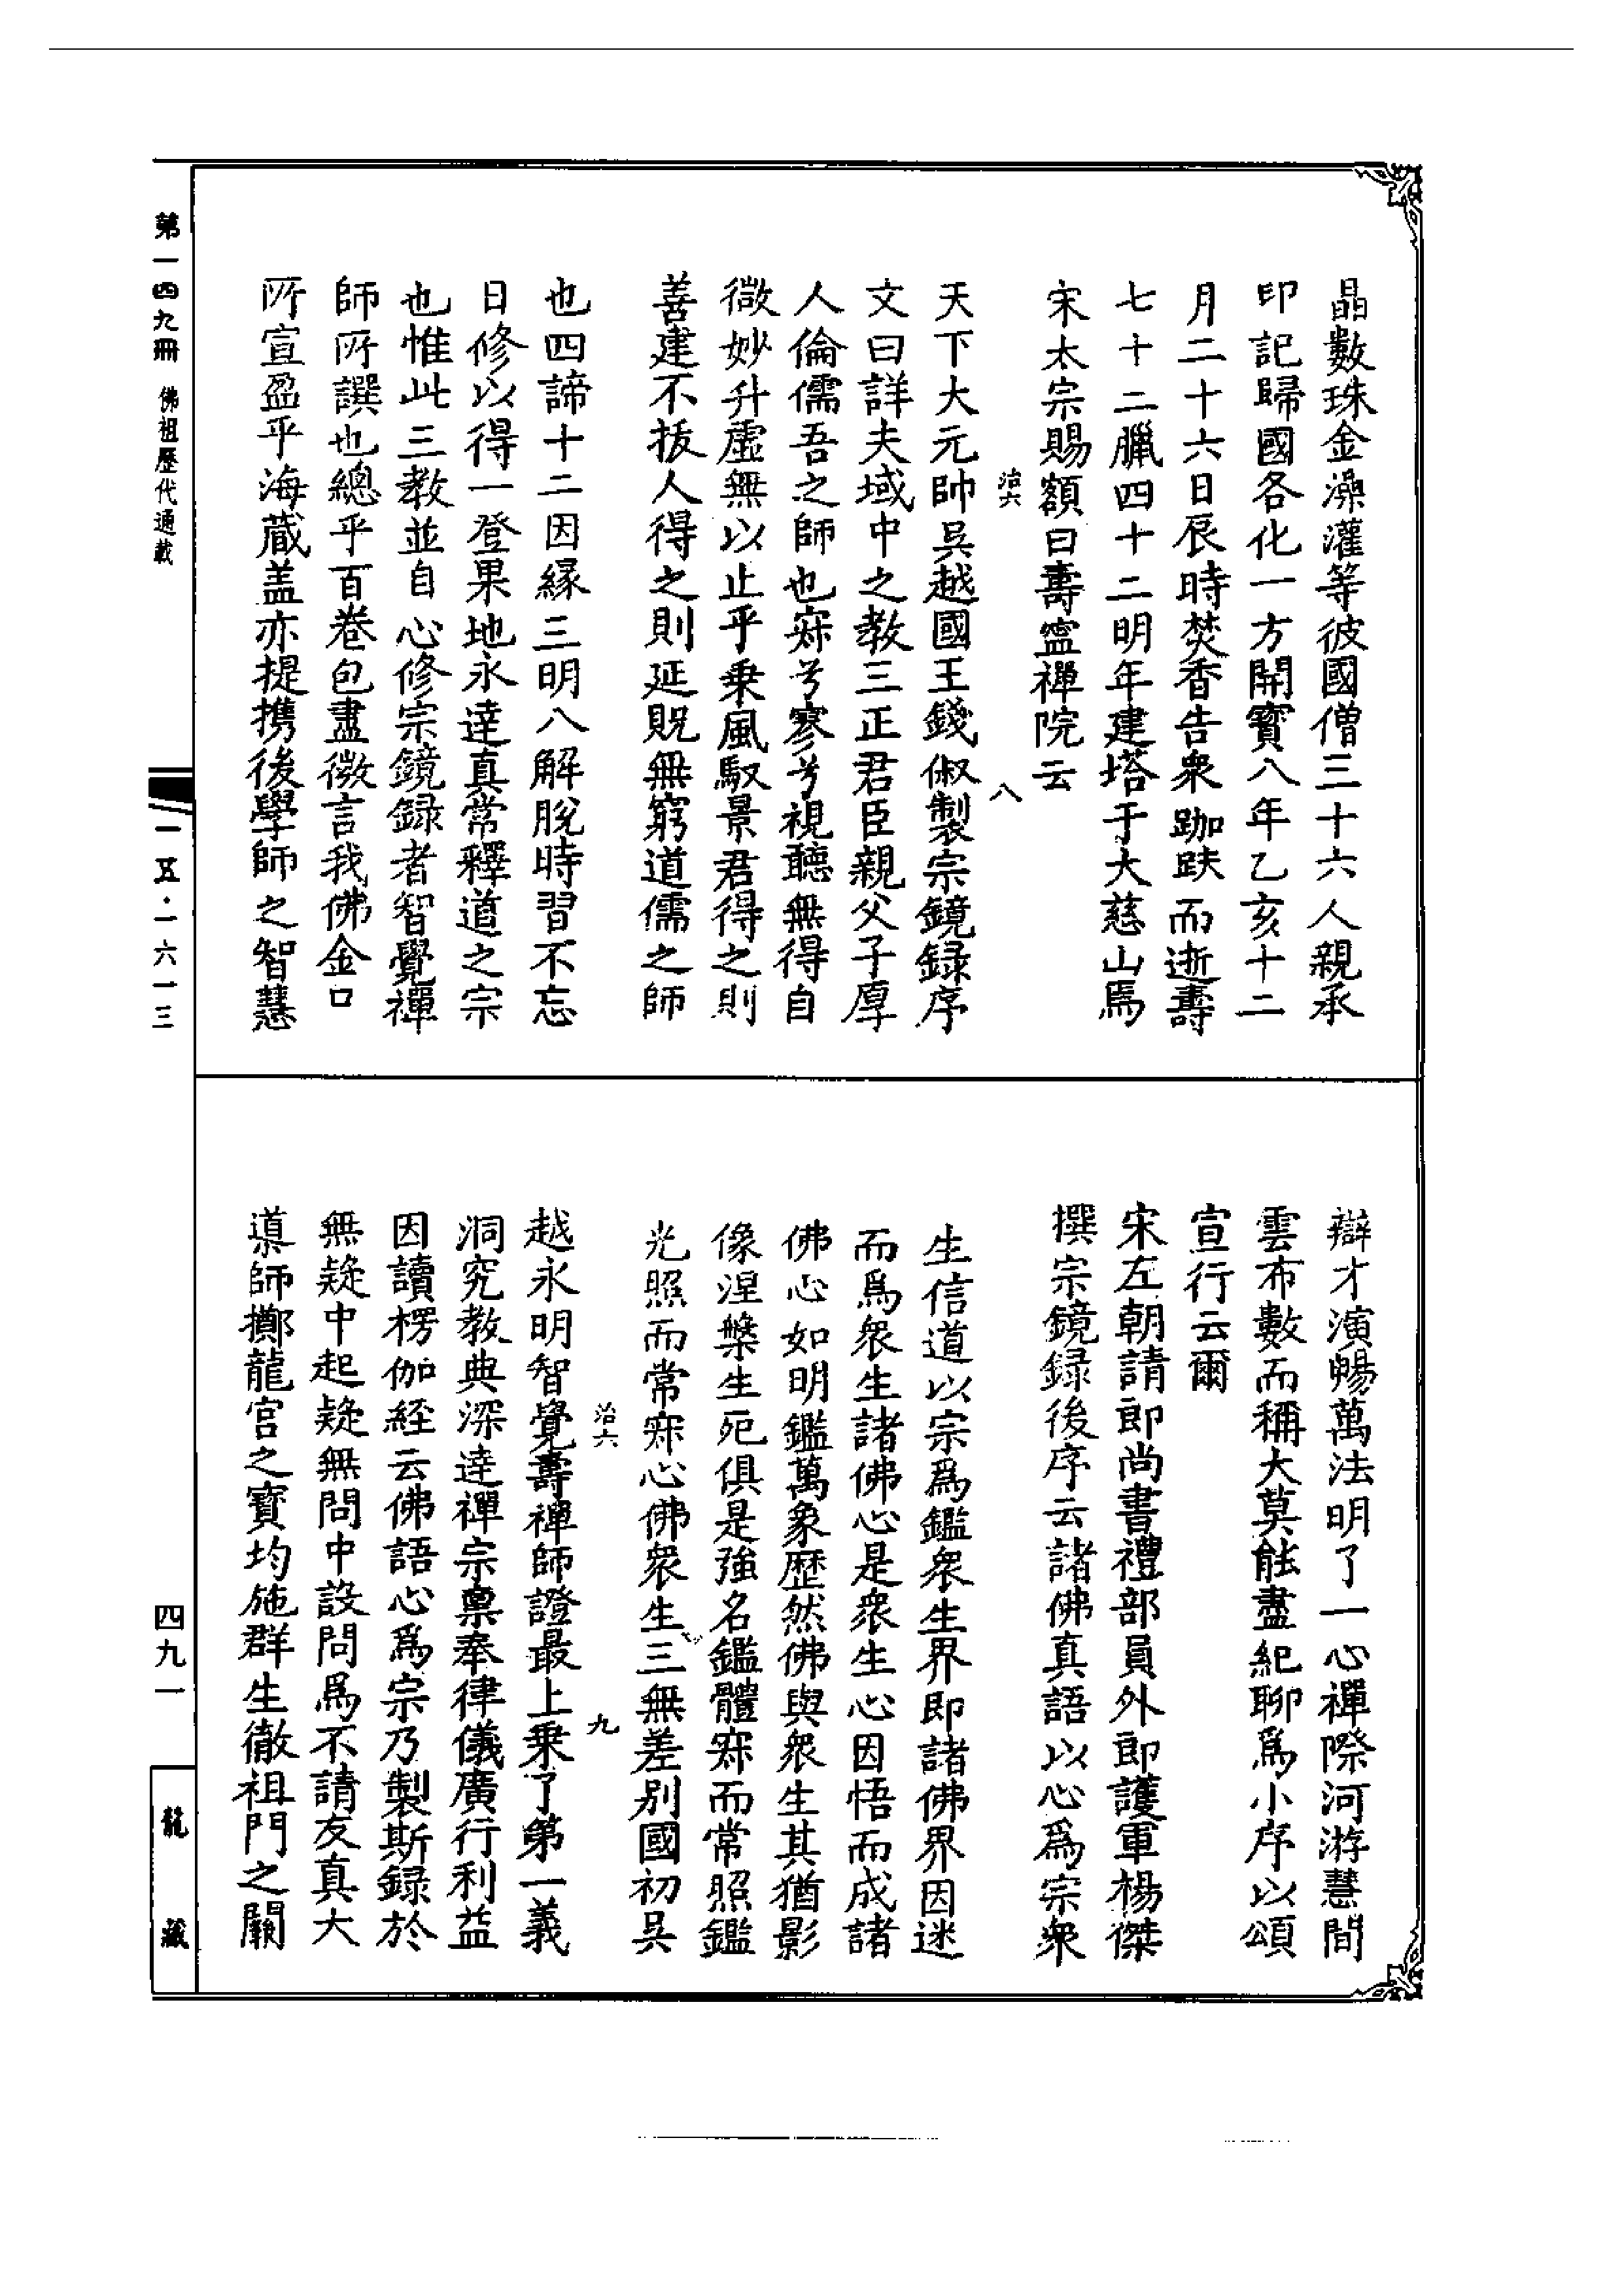 晶數珠金澡灌等彼國僧三十六人親承
印記歸國各化一方開寶八年乙亥十二
月二十六日辰時焚香告衆跏趺而逝壽
七十二臘四十二明年建塔于大慈山焉
宋太宗賜額曰壽寧禪院云
治六 八
天下大元帥吳越國王錢俶製宗鏡録序
文曰詳夫域中之教三正君臣親父子厚
人倫儒吾之師也寂兮寥兮視聽無得自
微妙升虛無以止乎乗風馭景君得之則
善建不拔人得之則延貺無窮道儒之師
也四諦十二因縁三明八解脫時習不忘
日修以得一登果地永達真常釋道之宗
也惟此三教並自心修宗鏡録者智覺禪
師所譔也總乎百卷包盡微言我佛金口
所宣盈乎海藏盖亦提携後學師之智慧
辯才演暢萬法明了一心禪際河游慧間
雲布數而稱大莫能盡紀聊爲小序以頌
宣行云爾
宋左朝請郎尚書禮部員外郎護軍楊傑
撰宗鏡録後序云諸佛真語以心爲宗衆
生信道以宗爲鑑衆生界即諸佛界因迷
而爲衆生諸佛心是衆生心因悟而成諸
佛心如明鑑萬象歷然佛與衆生其猶影
像涅槃生死俱是強名鑑體寂而常照鑑
光照而常寂心佛衆生三無差别國初吳
治六 九
越永明智覺壽禪師證最上乗了第一義
洞究教典深達禪宗稟奉律儀廣行利益
因讀楞伽経云佛語心爲宗乃製斯録於
無疑中起疑無問中設問爲不請友真大
導師擲龍宫之寶均施群生徹祖門之關
第一四九冊 佛祖歷代通載
一五·一六一三
四九一
龍藏